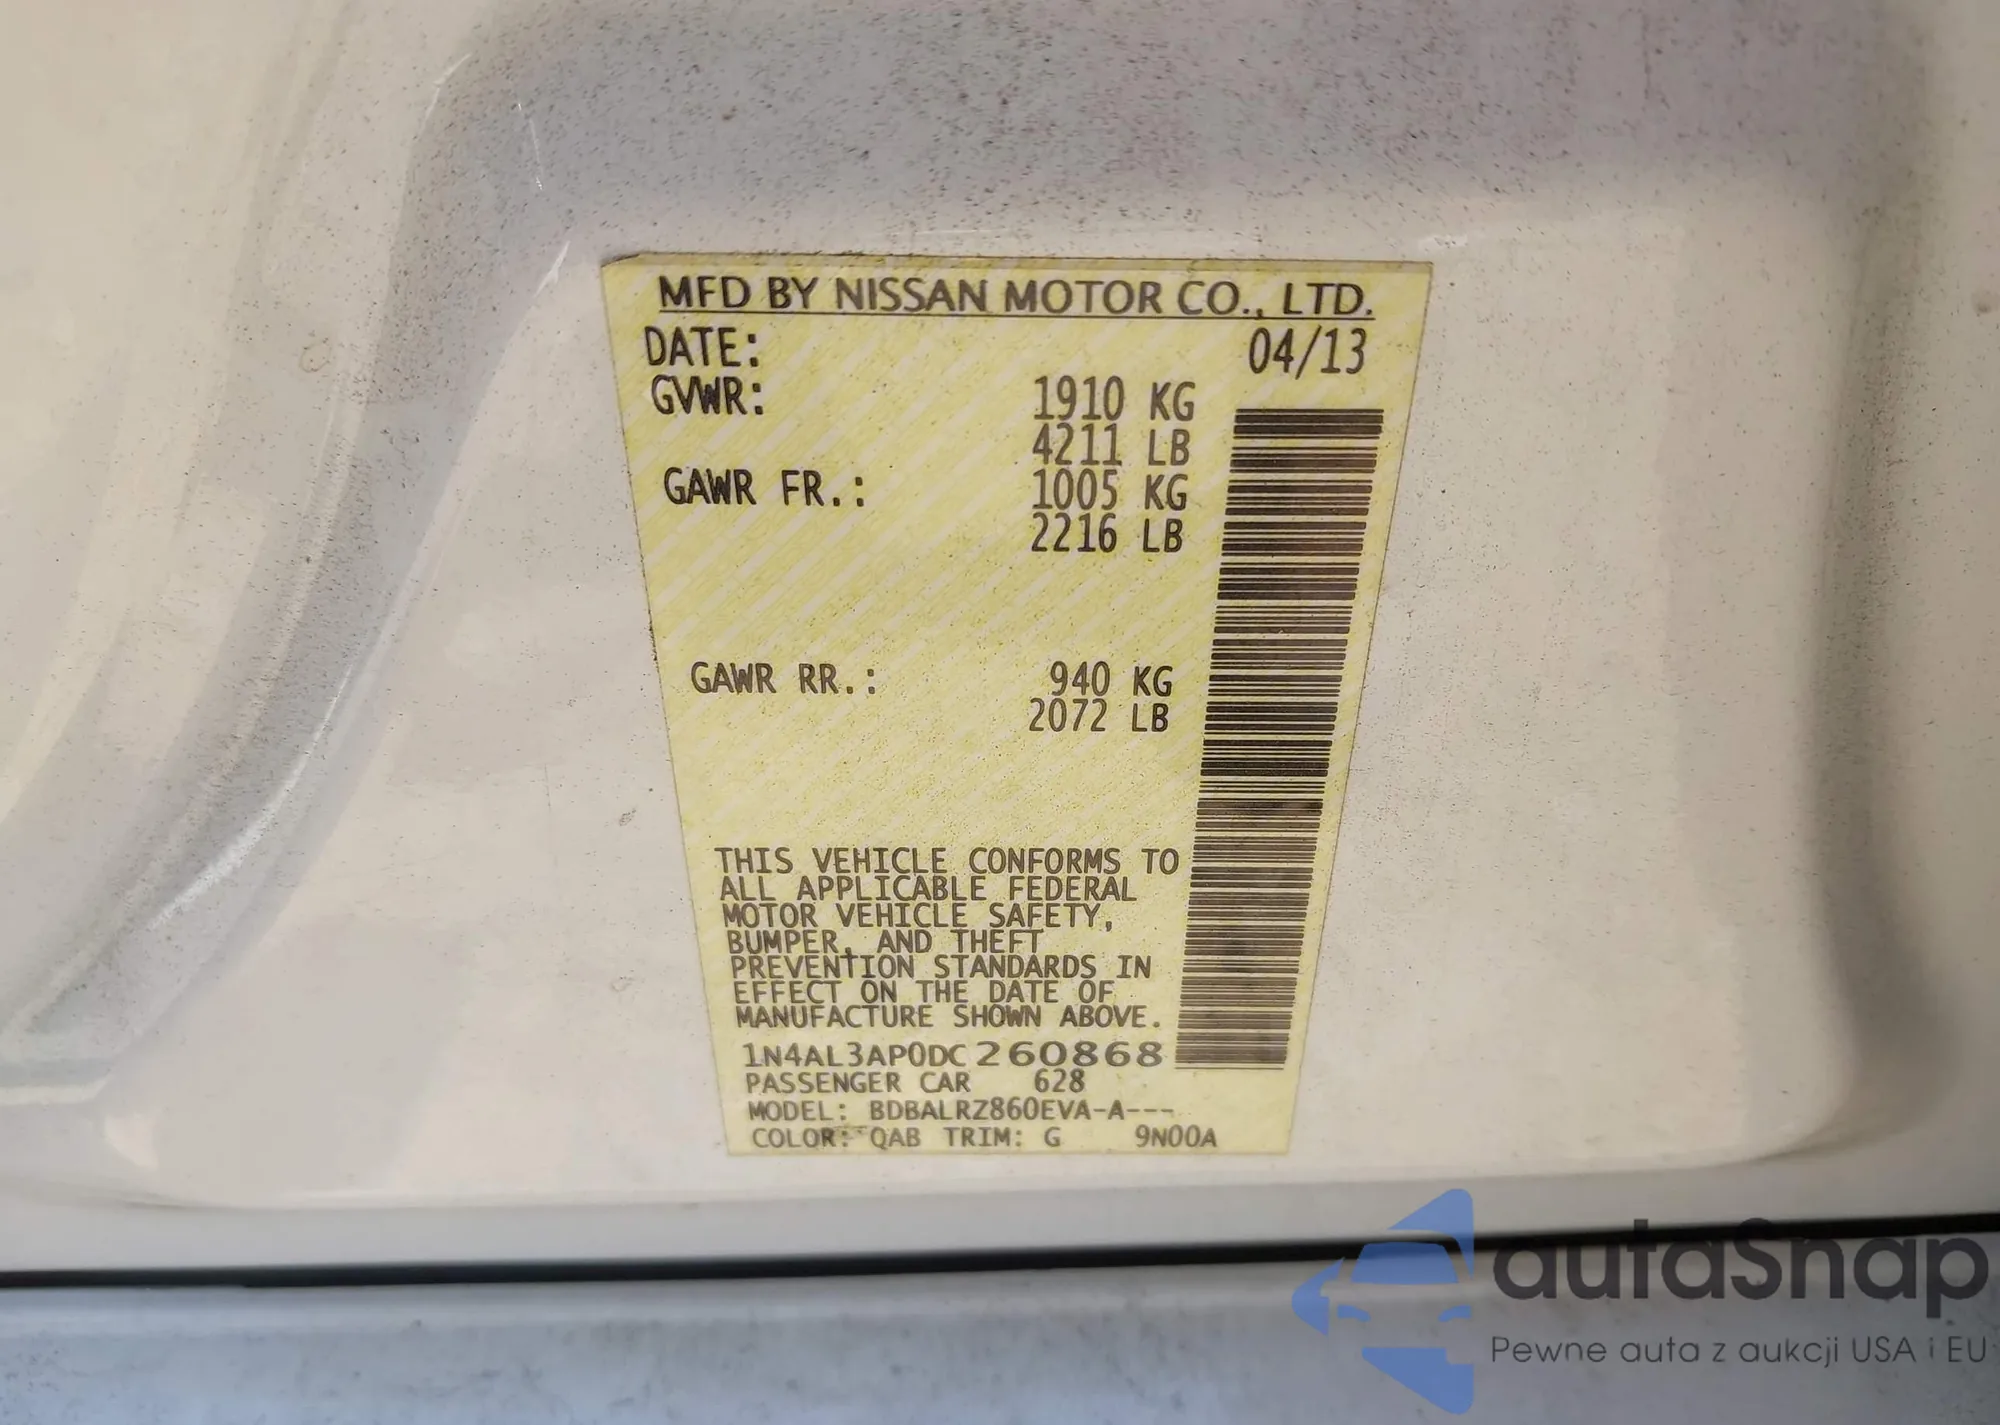 MFD BY NISSAN MOTOR CO., LTD.
DATE: 04/13
GVWR: 1910 KG
4211 LB
GAWR FR.: 1005 KG
2216 LB
GAWR RR.: 940 KG
2072 LB
THIS VEHICLE CONFORMS TO
ALL APPLICABLE FEDERAL
MOTOR VEHICLE SAFETY,
BUMPER, AND THEFT
PREVENTION STANDARDS IN
EFFECT ON THE DATE OF
MANUFACTURE SHOWN ABOVE.
1N4AL3AP0DC260868
PASSENGER CAR 628
MODEL: BDBALRZ860EVA-A---
COLOR: QAB TRIM: G 9N00A
autaSnap
Pewne auta z aukcji USA i EU